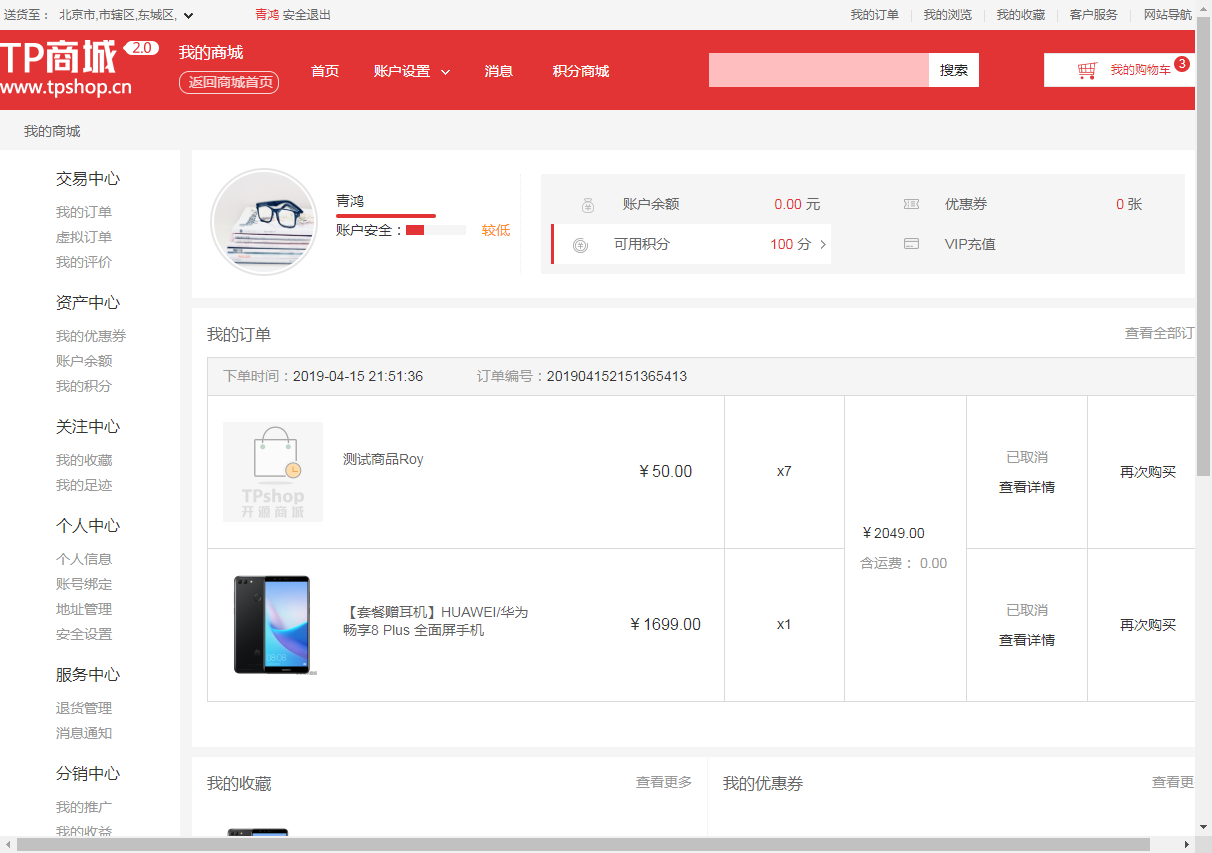 送货至： 北京市,市辖区,东城区,
青鸿 安全退出
我的订单 我的浏览 我的收藏 客户服务 网站导航
TP商城 2.0
www.tpshop.cn
我的商城
返回商城首页
首页 账户设置 消息 积分商城
搜索
我的购物车 3
我的商城
交易中心
我的订单
虚拟订单
我的评价
资产中心
我的优惠券
账户余额
我的积分
关注中心
我的收藏
我的足迹
个人中心
个人信息
账号绑定
地址管理
安全设置
服务中心
退货管理
消息通知
分销中心
我的推广
我的收益
青鸿
账户安全： 较低
账户余额 0.00 元 优惠券 0 张
可用积分 100 分 VIP充值
我的订单 查看全部订
下单时间：2019-04-15 21:51:36 订单编号：201904152151365413
TPshop
开源商城
测试商品Roy
￥50.00
x7
已取消
查看详情
再次购买
￥2049.00
含运费： 0.00
【套餐赠耳机】HUAWEI/华为
畅享8 Plus 全面屏手机
￥1699.00
x1
已取消
查看详情
再次购买
我的收藏 查看更多
我的优惠券 查看更